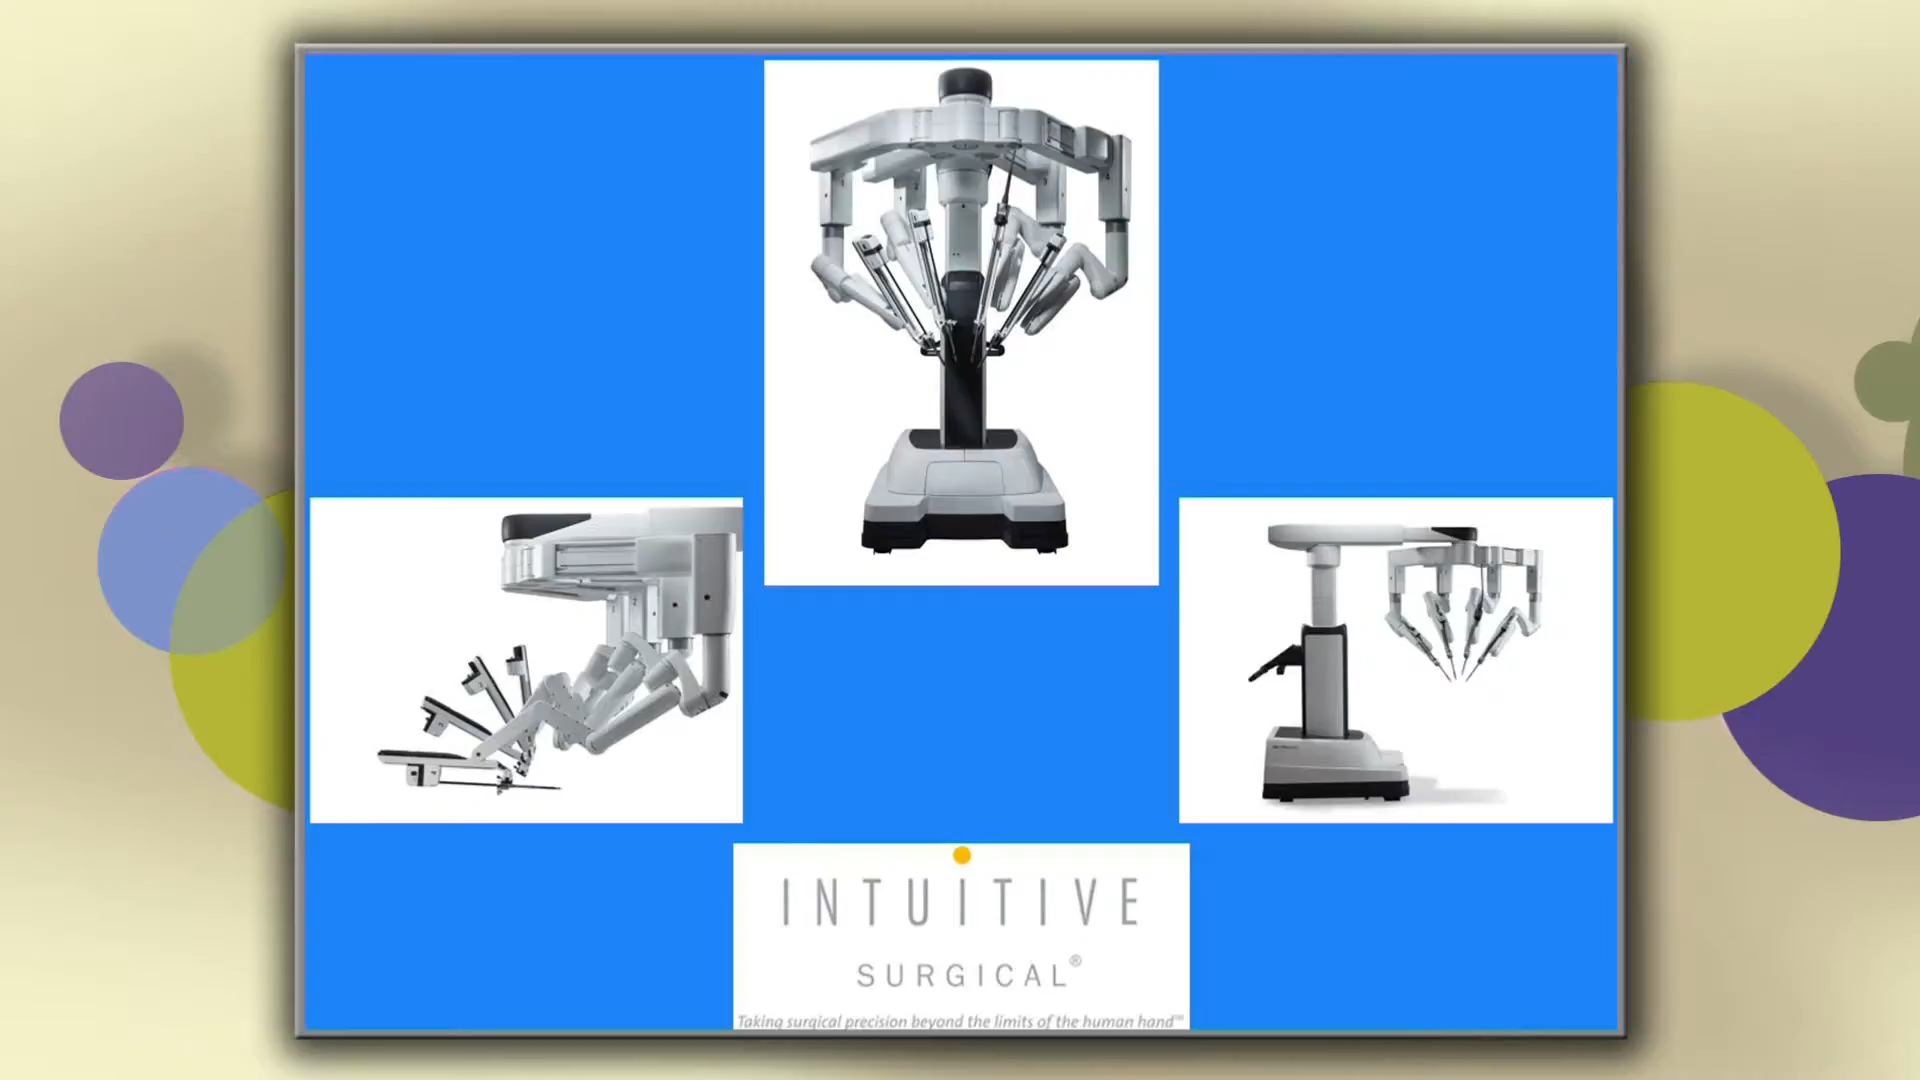 INTUITIVE
SURGICAL®
Taking surgical precision beyond the limits of the human hand™